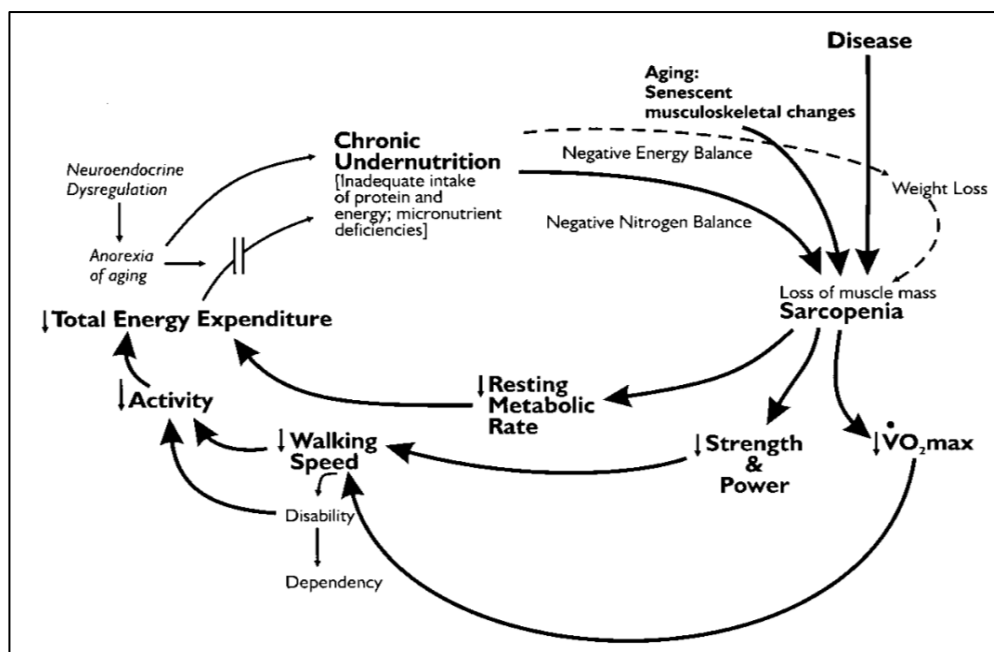 Disease
Aging:
Senescent
musculoskeletal changes
Chronic
Undernutrition
[Inadequate intake
of protein and
energy; micronutrient
deficiencies]
Negative Energy Balance
Neuroendocrine
Dysregulation
Weight Loss
Negative Nitrogen Balance
Anorexia
of aging
Loss of muscle mass
Sarcopenia
↓Total Energy Expenditure
↓Resting
Metabolic
Rate
↓Activity
↓Walking
Speed
↓Strength
&
Power
↓V̇O₂max
Disability
Dependency